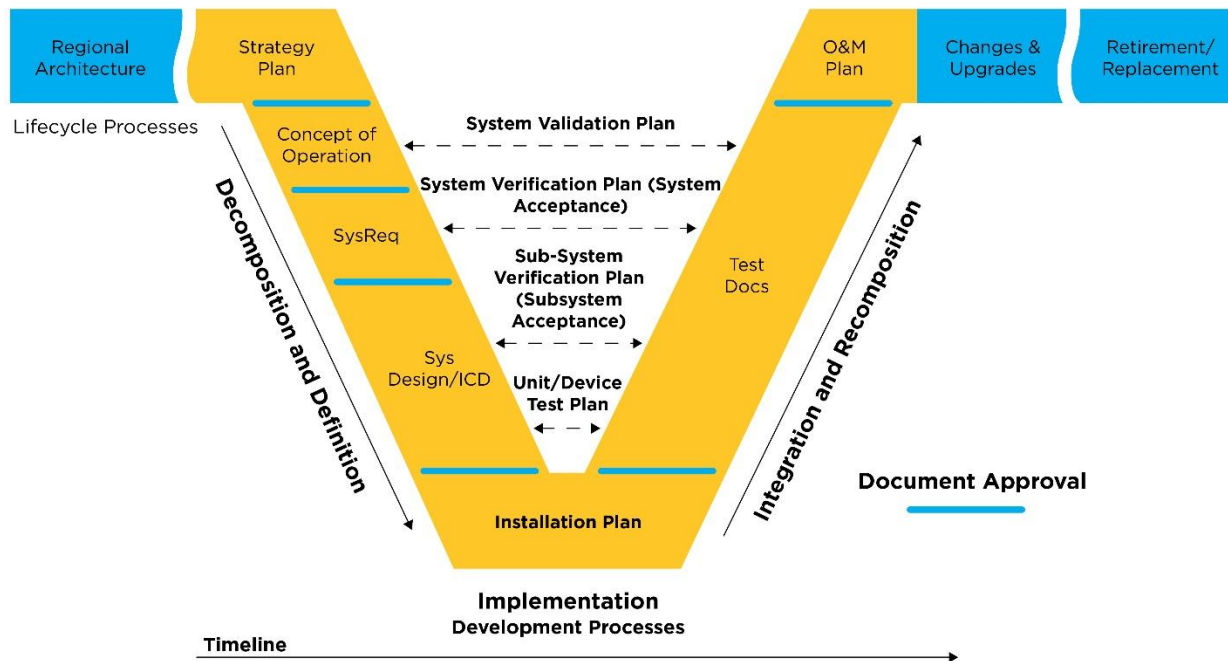 Regional
Architecture
Strategy
Plan
O&M
Plan
Changes &
Upgrades
Retirement/
Replacement
Lifecycle Processes
Concept of
Operation
System Validation Plan
System Verification Plan (System
Acceptance)
SysReq
Sub-System
Verification Plan
(Subsystem
Acceptance)
Test
Docs
Sys
Design/ICD
Unit/Device
Test Plan
Decomposition and Definition
Integration and Recomposition
Document Approval
Installation Plan
Implementation
Development Processes
Timeline